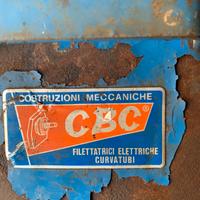 COSTRUZIONI MECCANICHE
CBC®
FILETTATRICI ELETTRICHE
CURVATUBI